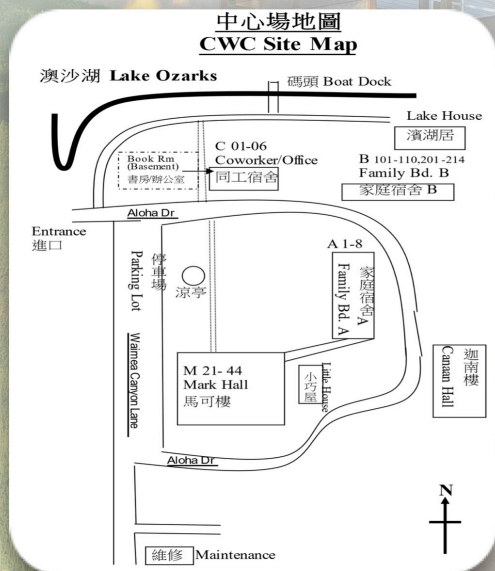 中心場地圖
CWC Site Map
澳沙湖 Lake Ozarks
碼頭 Boat Dock
Lake House
濱湖居
C 01-06
Coworker/Office
同工宿舍
Book Rm
(Basement)
書房/辦公室
B 101-110,201-214
Family Bd. B
家庭宿舍 B
Aloha Dr
Entrance
進口
停車場
Parking Lot
涼亭
A 1-8
家庭宿舍 A
Family Bd. A
Waimea Canyon Lane
M 21- 44
Mark Hall
馬可樓
Little House
小巧屋
迦南樓
Canaan Hall
Aloha Dr
N
維修 Maintenance